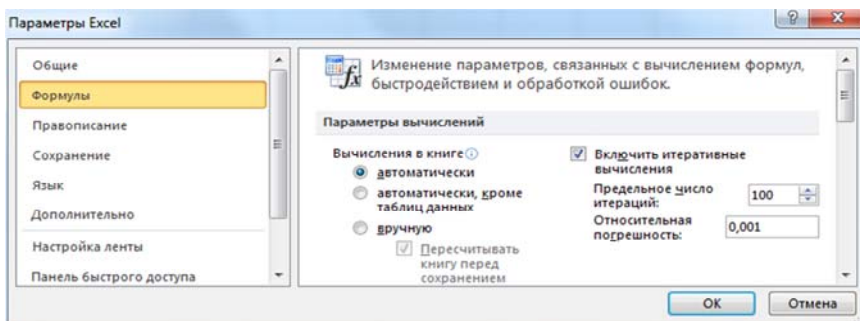 Параметры Excel
Общие
Формулы
Правописание
Сохранение
Язык
Дополнительно
Настройка ленты
Панель быстрого доступа
Изменение параметров, связанных с вычислением формул,
быстродействием и обработкой ошибок.
Параметры вычислений
Вычисления в книге
автоматически
автоматически, кроме
таблиц данных
вручную
Пересчитывать
книгу перед
сохранением
Включить итеративные
вычисления
Предельное число
итераций:
100
Относительная
погрешность:
0,001
ОК
Отмена